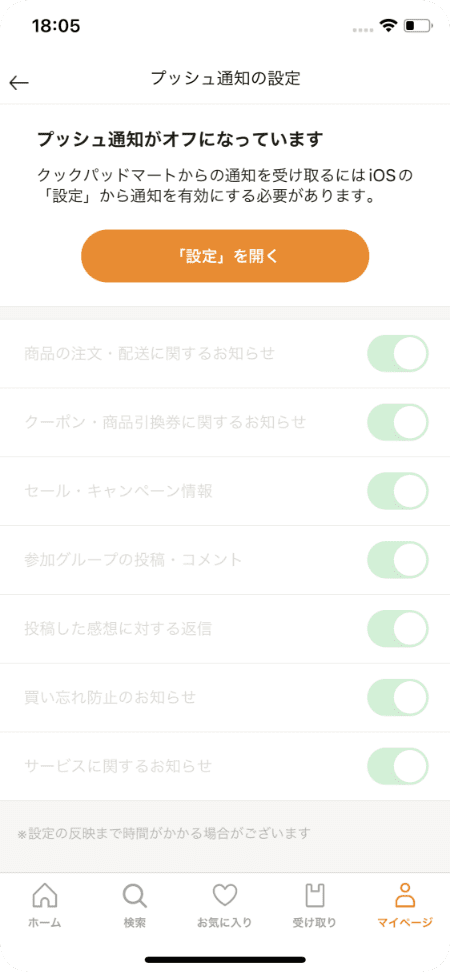 18:05
プッシュ通知の設定
プッシュ通知がオフになっています
クックパッドマートからの通知を受け取るにはiOSの
「設定」から通知を有効にする必要があります。
「設定」を開く
商品の注文・配送に関するお知らせ
クーポン・商品引換券に関するお知らせ
セール・キャンペーン情報
参加グループの投稿・コメント
投稿した感想に対する返信
買い忘れ防止のお知らせ
サービスに関するお知らせ
※設定の反映まで時間がかかる場合がございます
ホーム
検索
お気に入り
受け取り
マイページ